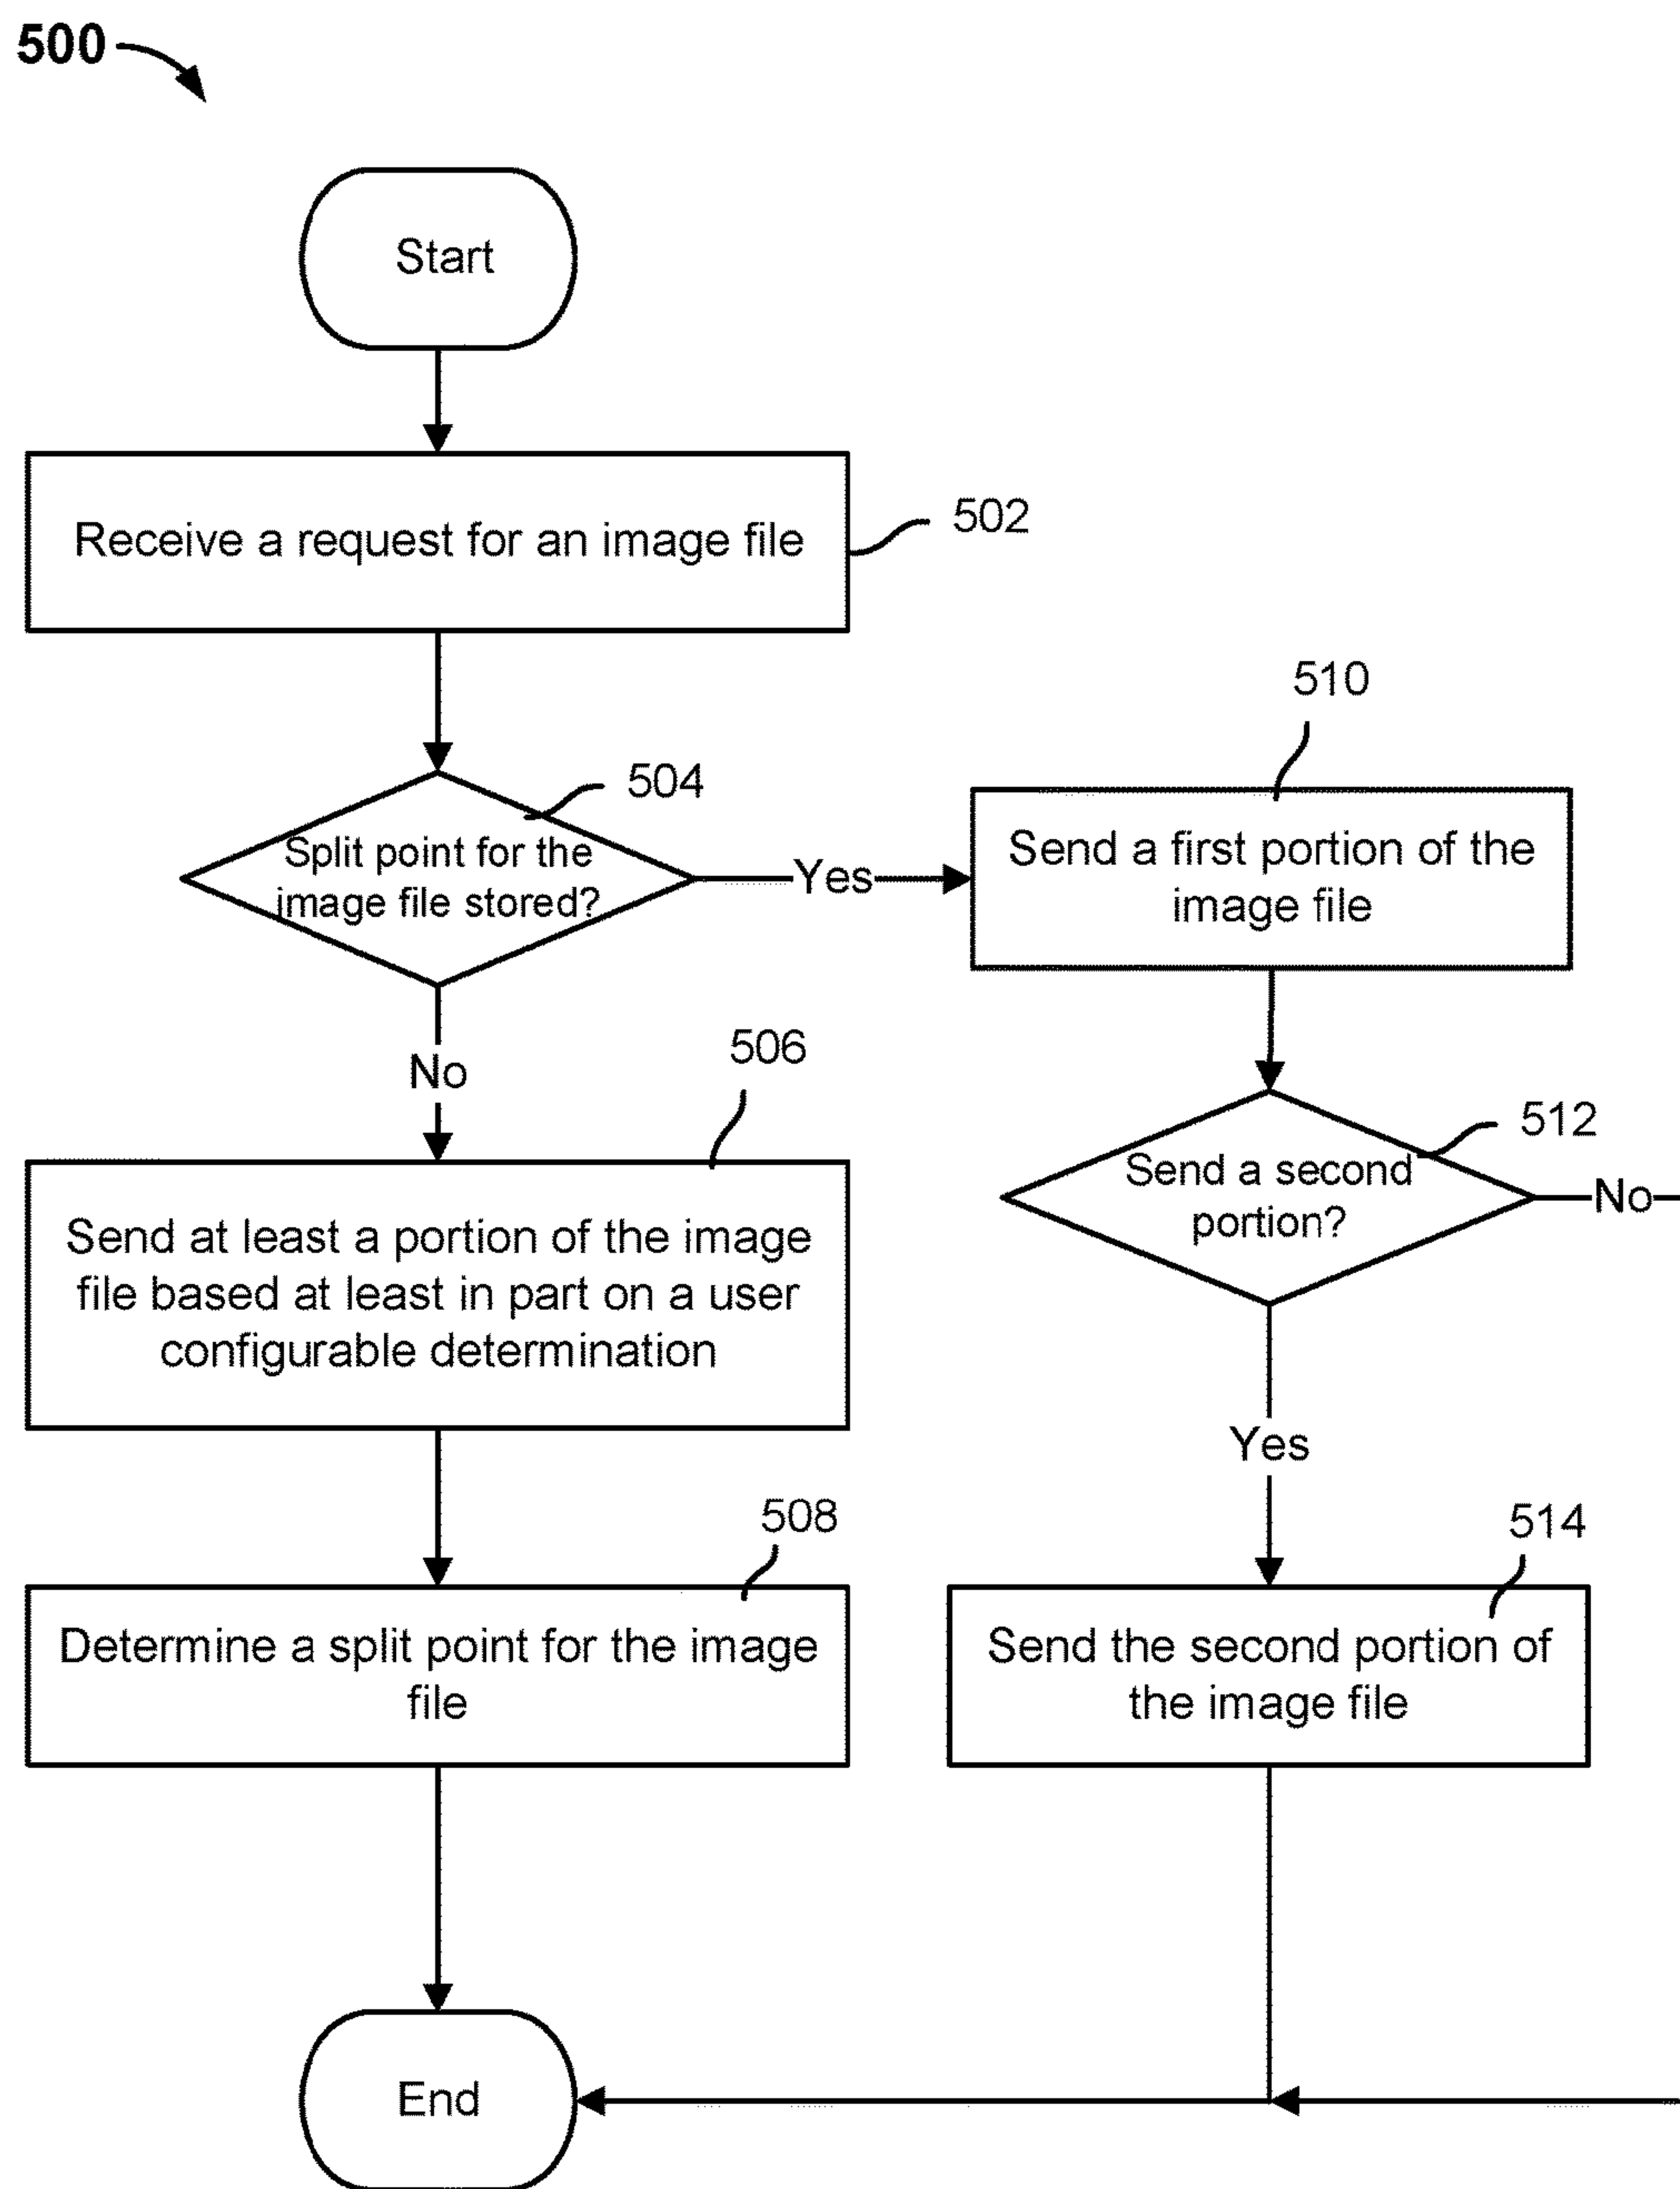 500
Start
Receive a request for an image file
502
504
Split point for the
image file stored?
Yes
510
Send a first portion of the
image file
No
506
Send at least a portion of the image
file based at least in part on a user
configurable determination
512
Send a second
portion?
No
Yes
508
Determine a split point for the image
file
514
Send the second portion of
the image file
End